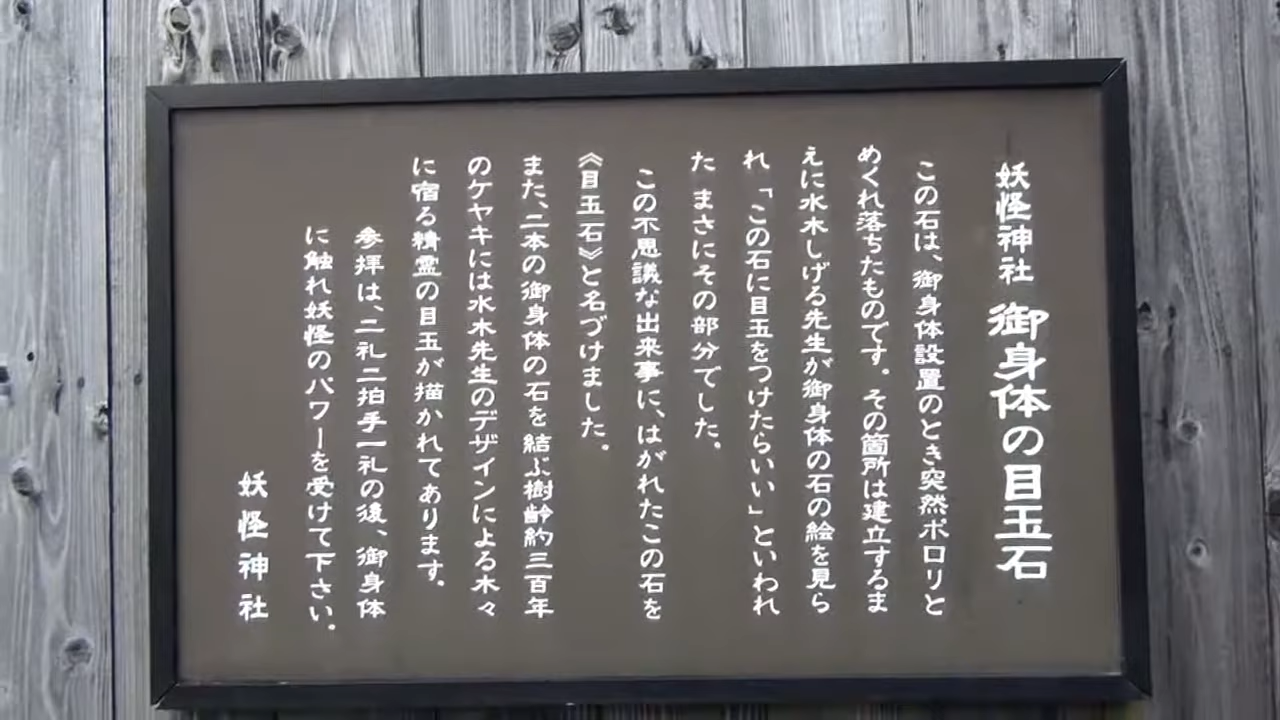 妖怪神社 御身体の目玉石
この石は、御身体設置のとき突然ポロリと
めくれ落ちたものです。その箇所は建立するま
えに水木しげる先生が御身体の石の絵を見ら
れ「この石に目玉をつけたらいい」といわれ
た まさにその部分でした。
この不思議な出来事に、はがれたこの石を
《目玉石》と名づけました。
また、二本の御身体の石を結ぶ樹齢約三百年
のケヤキには水木先生のデザインによる木々
に宿る精霊の目玉が描かれてあります。
参拝は、二礼二拍手一礼の後、御身体
に触れ妖怪のパワーを受けて下さい。
妖怪神社